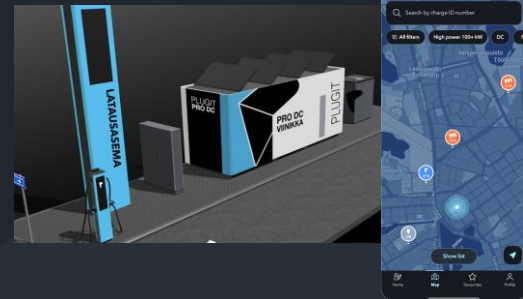 LATAUSASEMA
PLUGIT
PRO DC
PRO DC
VIINIKKA
PLUGIT
Search by charge ID number
All filters
High power 100+ kW
DC
Home
Map
Favourites
Profile
Show list